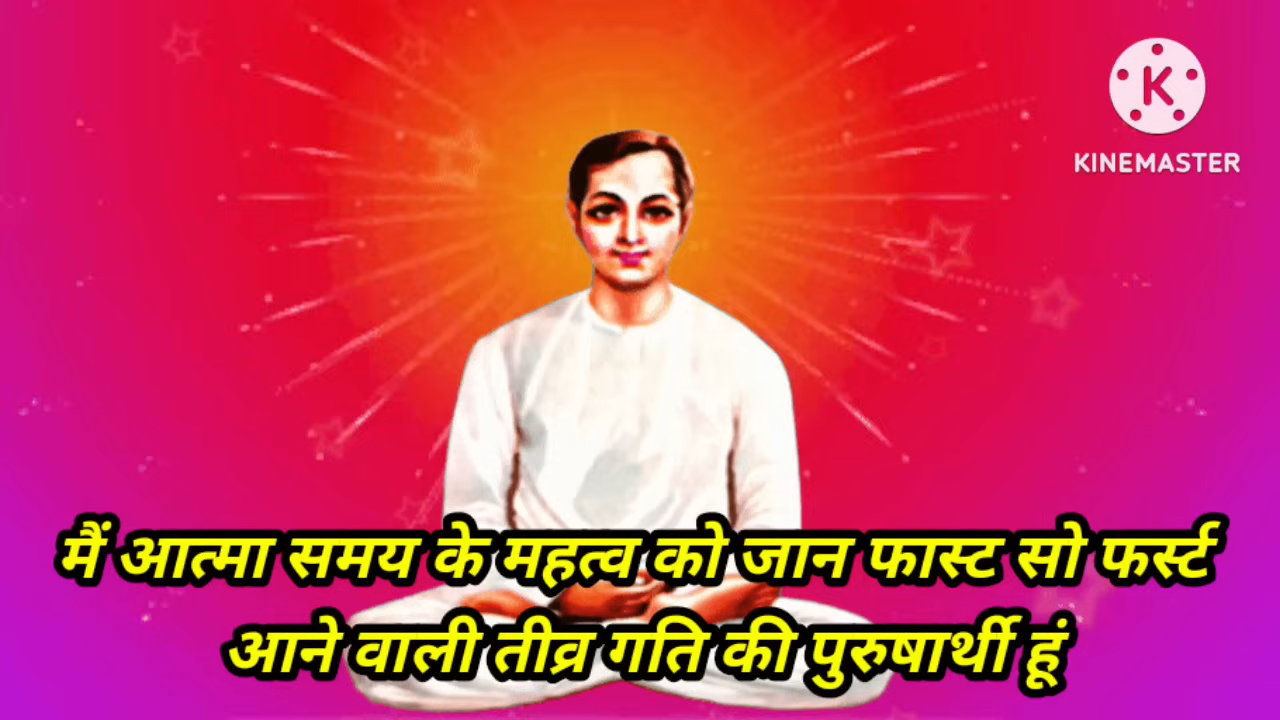 KINEMASTER
मैं आत्मा समय के महत्व को जान फास्ट सो फर्स्ट
आने वाली तीव्र गति की पुरुषार्थी हूं